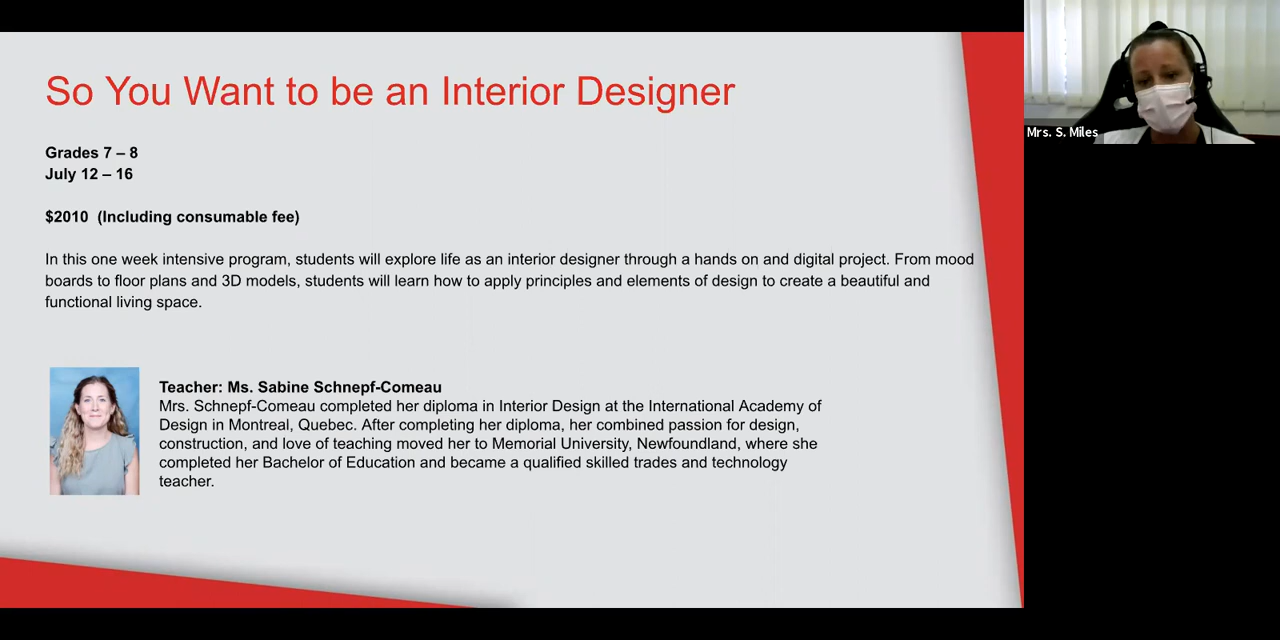 So You Want to be an Interior Designer
Grades 7 – 8
July 12 – 16
$2010  (Including consumable fee)
In this one week intensive program, students will explore life as an interior designer through a hands on and digital project. From mood
boards to floor plans and 3D models, students will learn how to apply principles and elements of design to create a beautiful and
functional living space.
Teacher: Ms. Sabine Schnepf-Comeau
Mrs. Schnepf-Comeau completed her diploma in Interior Design at the International Academy of
Design in Montreal, Quebec. After completing her diploma, her combined passion for design,
construction, and love of teaching moved her to Memorial University, Newfoundland, where she
completed her Bachelor of Education and became a qualified skilled trades and technology
teacher.
Mrs. S. Miles